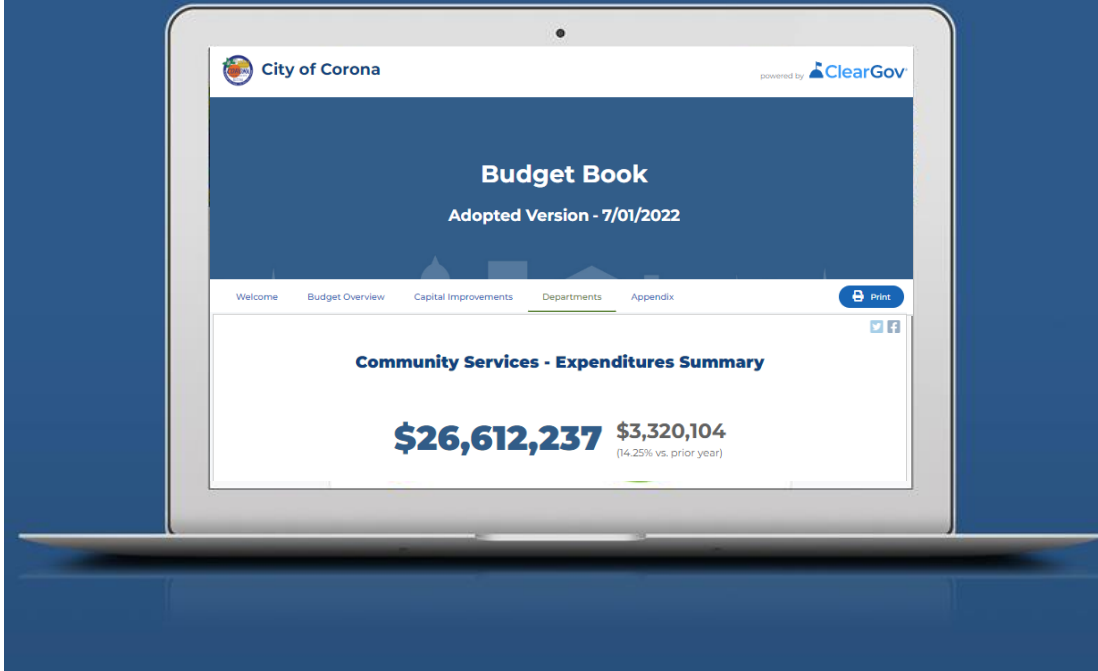 City of Corona
powered by ClearGov
Budget Book
Adopted Version - 7/01/2022
Welcome Budget Overview Capital Improvements Departments Appendix Print
Community Services - Expenditures Summary
$26,612,237 $3,320,104
(14.25% vs. prior year)